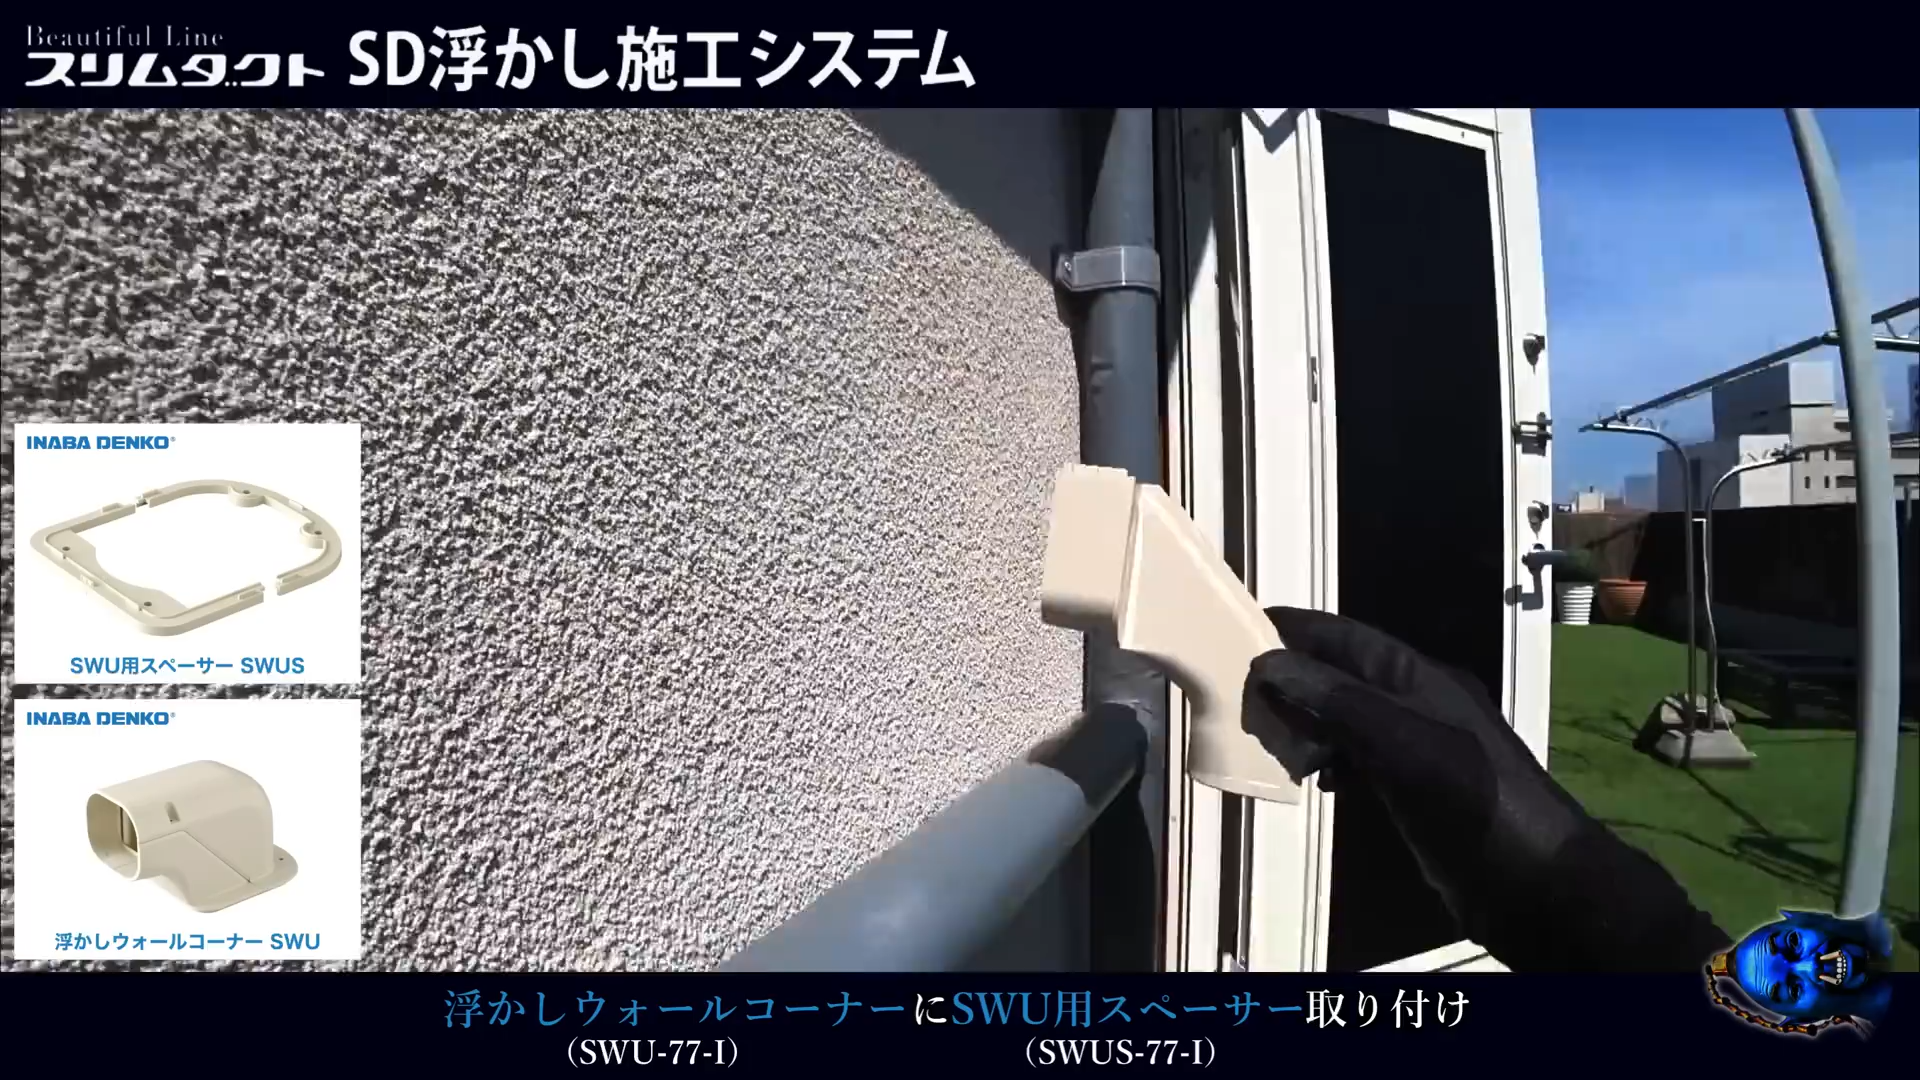 Beautiful Line
スリムダクト SD浮かし施工システム
INABA DENKO®
SWU用スペーサー SWUS
INABA DENKO®
浮かしウォールコーナー SWU
浮かしウォールコーナーにSWU用スペーサー取り付け
（SWU-77-I） （SWUS-77-I）